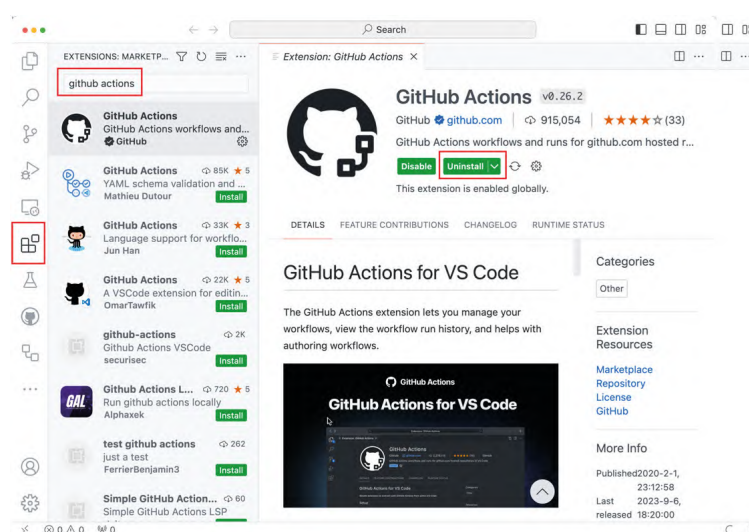 Search
EXTENSIONS: MARKETP...
github actions
GitHub Actions
GitHub Actions workflows and...
GitHub
GitHub Actions 85K ★ 5
YAML schema validation and ...
Mathieu Dutour Install
GitHub Actions 33K ★ 3
Language support for workflo...
Jun Han Install
GitHub Actions 22K ★ 5
A VSCode extension for editin...
OmarTawfik Install
github-actions 2K
Github Actions VSCode
securisec Install
GAL
Github Actions L... 720 ★ 5
Run github actions locally
Alphaxek Install
test github actions 262
just a test
FerrierBenjamin3 Install
Simple GitHub Action... 60
Simple GitHub Actions LSP
0 0 0
Extension: GitHub Actions ×
GitHub Actions v0.26.2
GitHub github.com | 915,054 | ★★★★☆ (33)
GitHub Actions workflows and runs for github.com hosted r...
Disable Uninstall
This extension is enabled globally.
DETAILS FEATURE CONTRIBUTIONS CHANGELOG RUNTIME STATUS
GitHub Actions for VS Code
The GitHub Actions extension lets you manage your
workflows, view the workflow run history, and helps with
authoring workflows.
GitHub Actions
GitHub Actions for VS Code
GitHub Actions
Categories
Other
Extension
Resources
Marketplace
Repository
License
GitHub
More Info
Published2020-2-1,
23:12:58
Last 2023-9-6,
released 18:20:00